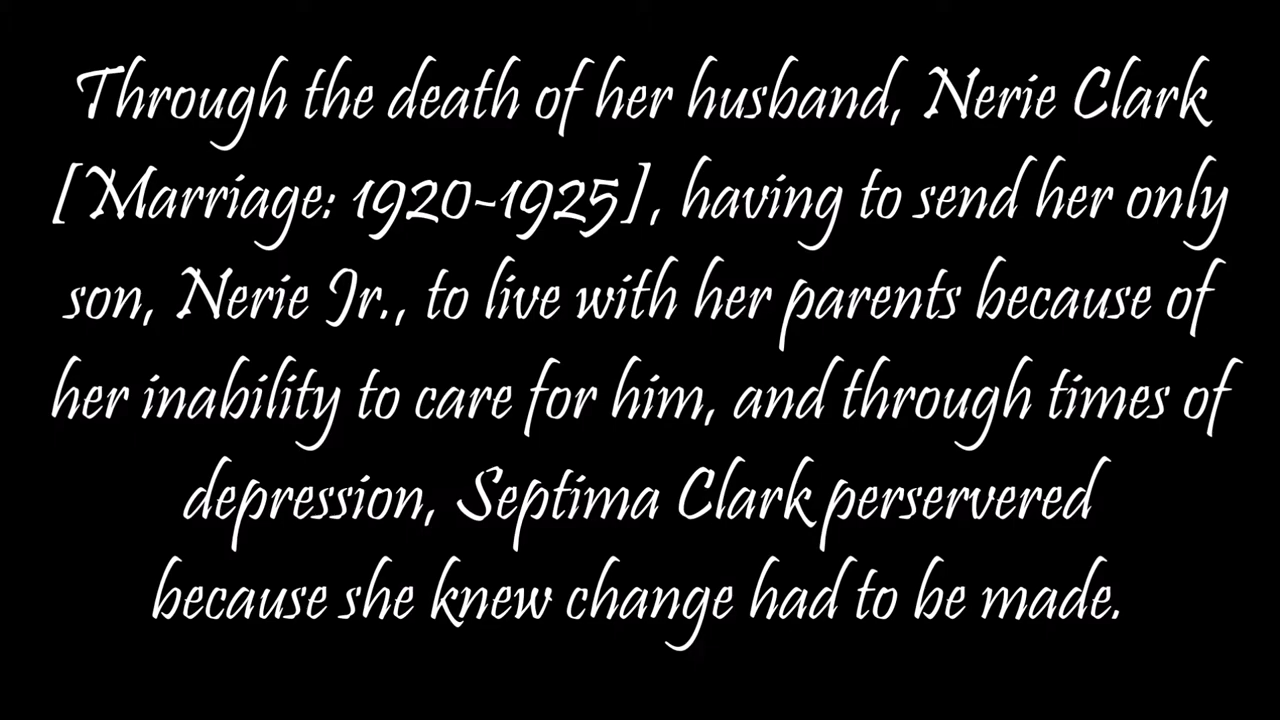 Through the death of her husband, Nerie Clark
[Marriage: 1920-1925], having to send her only
son, Nerie Jr., to live with her parents because of
her inability to care for him, and through times of
depression, Septima Clark perservered
because she knew change had to be made.